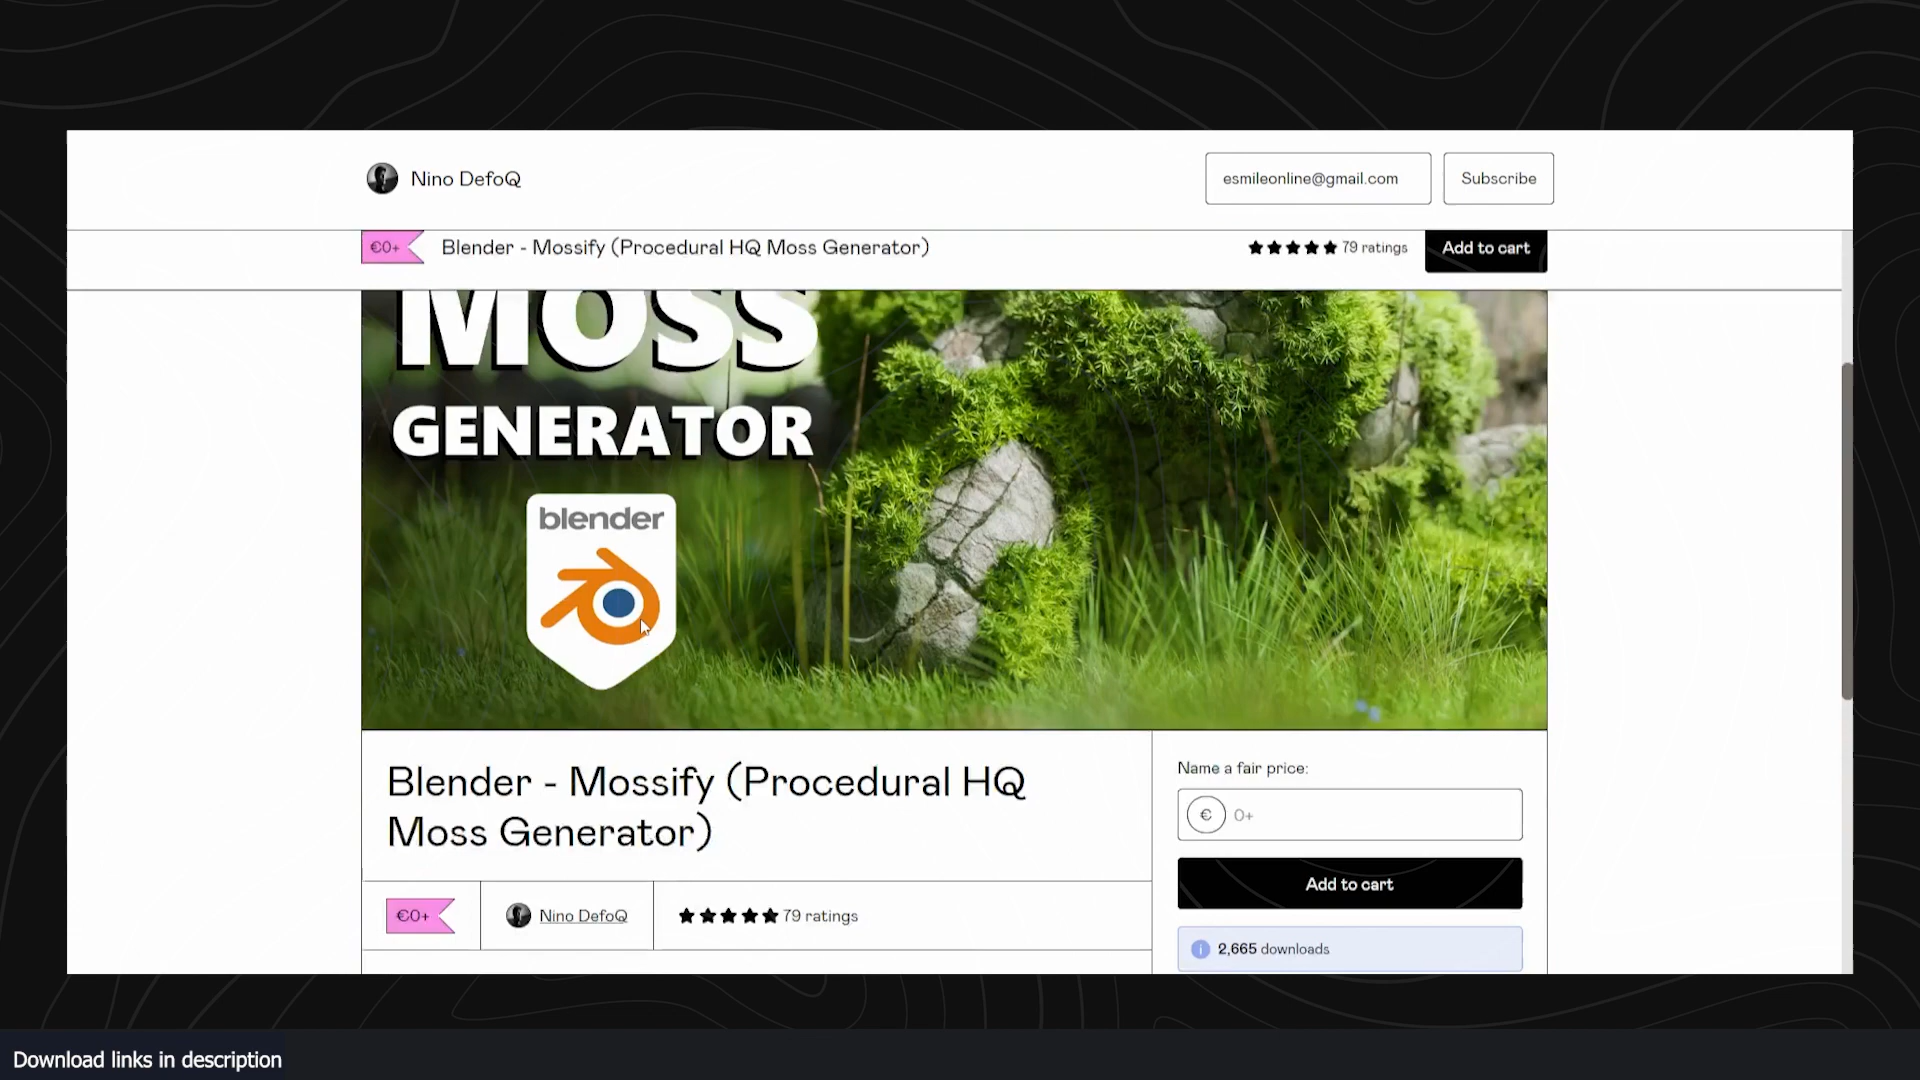 Nino DefoQ
esmileonline@gmail.com
Subscribe
€0+
Blender - Mossify (Procedural HQ Moss Generator)
79 ratings
Add to cart
MOSS
GENERATOR
blender
Blender - Mossify (Procedural HQ
Moss Generator)
Name a fair price:
€ 0+
Add to cart
€0+
Nino DefoQ
79 ratings
2,665 downloads
Download links in description